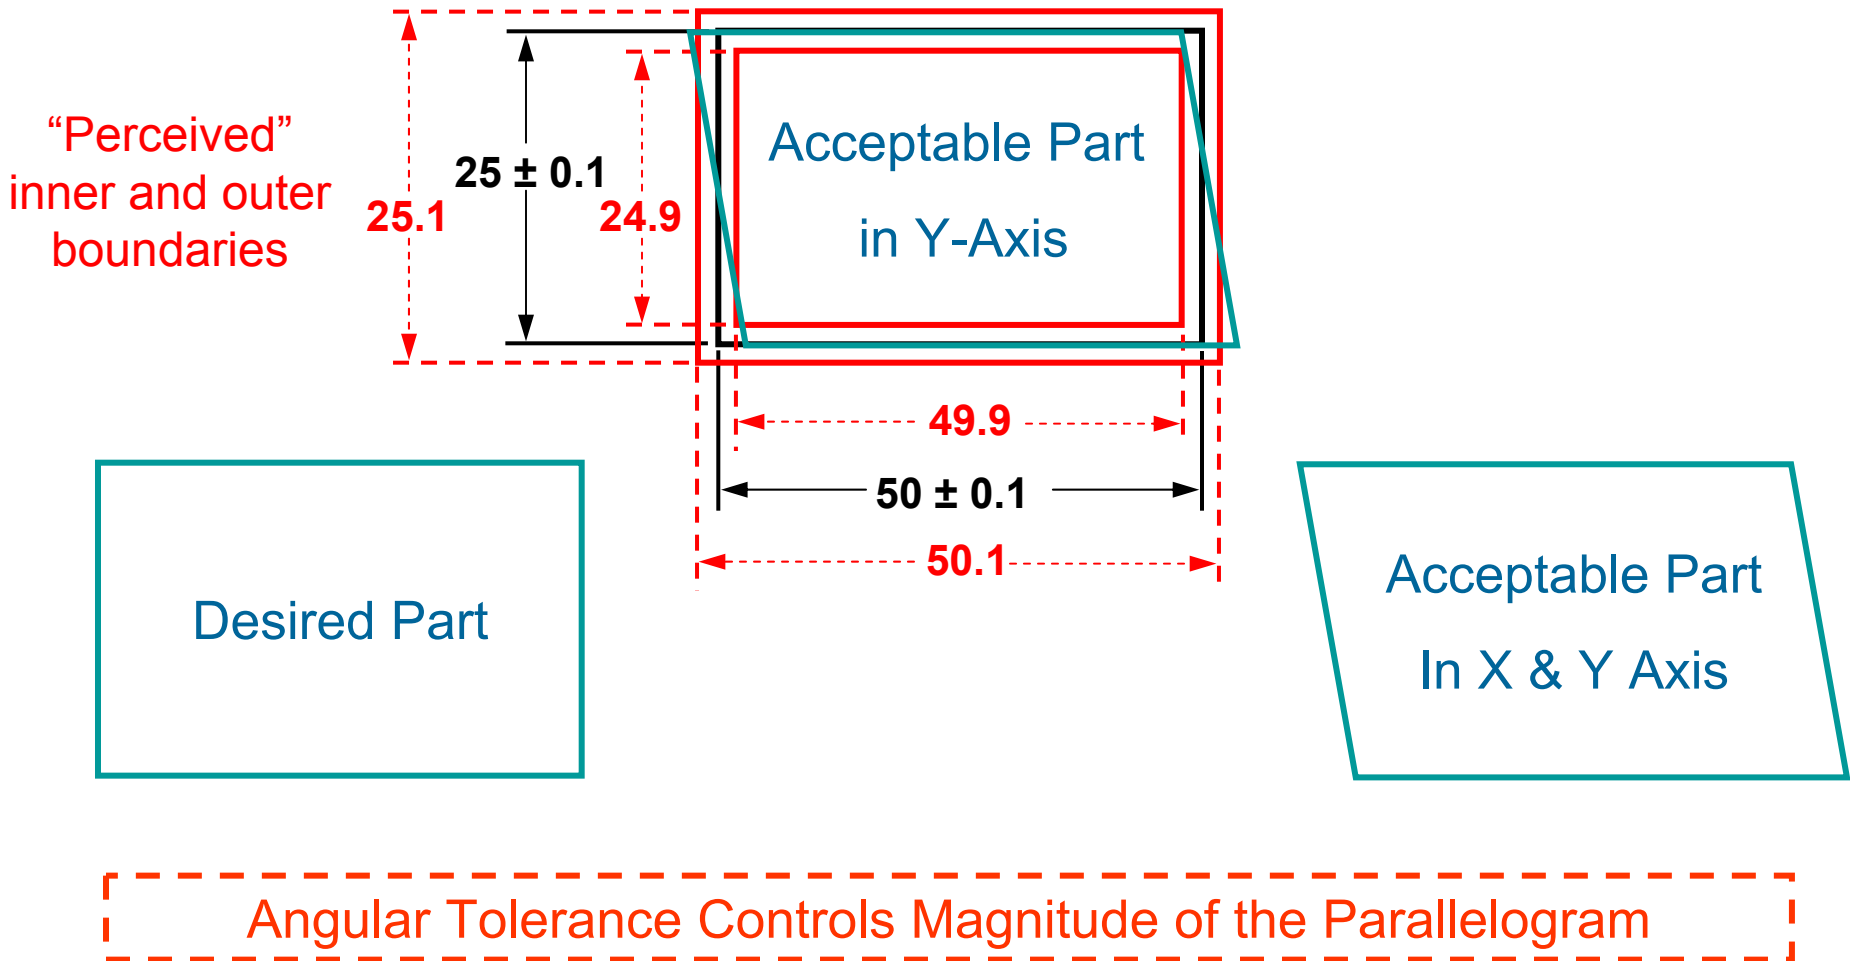 “Perceived”
inner and outer
boundaries
25.1
25 ± 0.1
24.9
Acceptable Part
in Y-Axis
49.9
50 ± 0.1
50.1
Desired Part
Acceptable Part
In X & Y Axis
Angular Tolerance Controls Magnitude of the Parallelogram